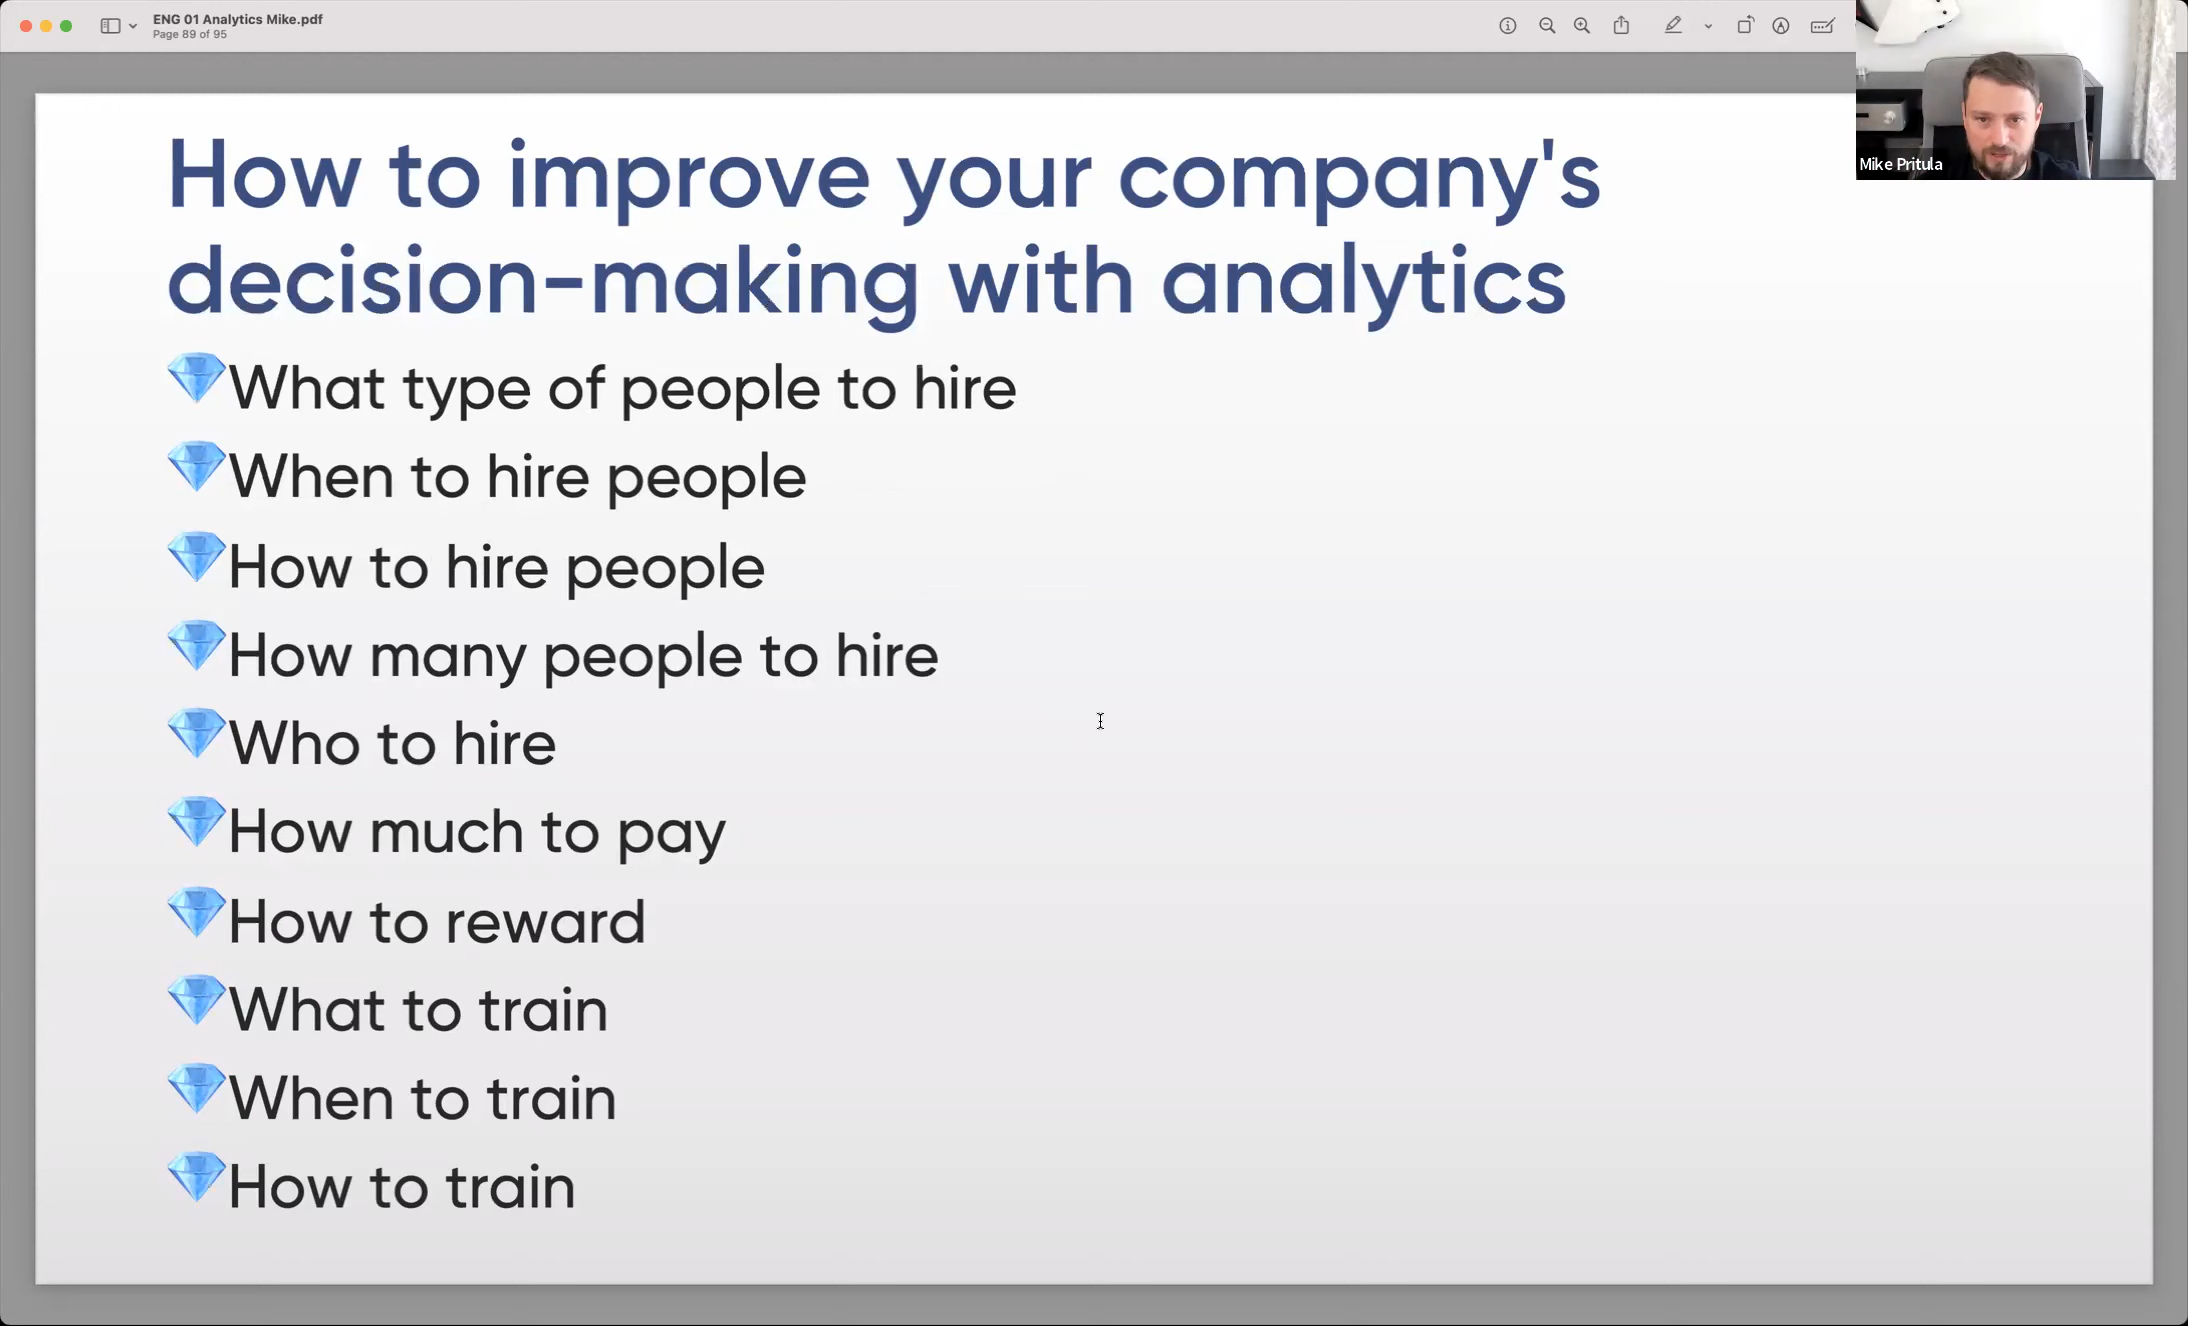 ENG 01 Analytics Mike.pdf
Page 89 of 95
Mike Pritula
How to improve your company's
decision-making with analytics
What type of people to hire
When to hire people
How to hire people
How many people to hire
Who to hire
How much to pay
How to reward
What to train
When to train
How to train